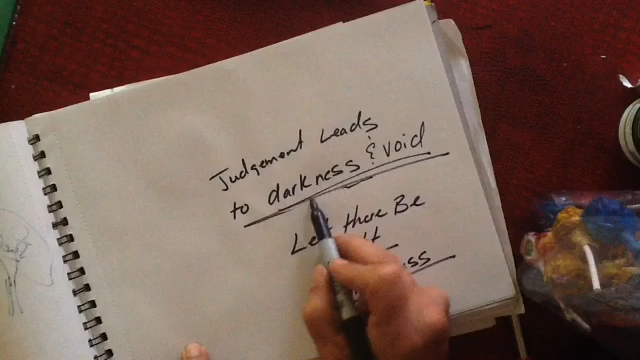 Judgement Leads
to darkness & void
Let there Be